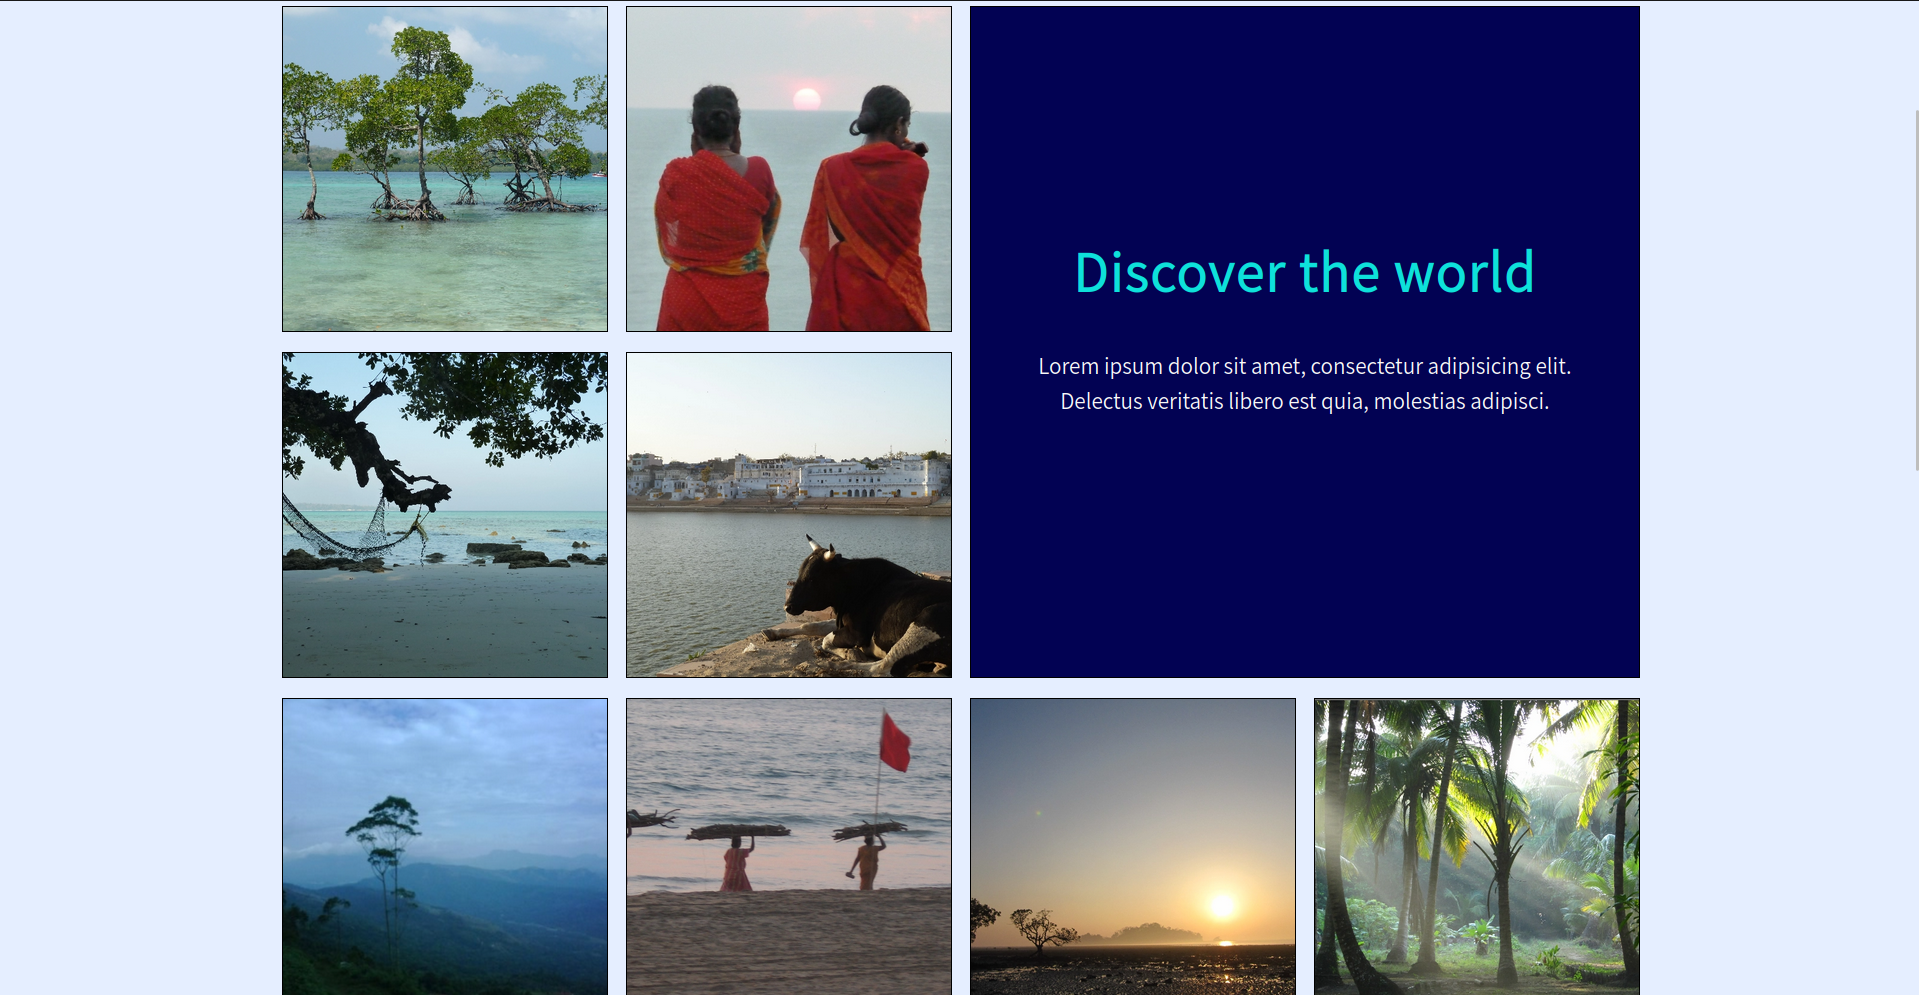 Discover the world
Lorem ipsum dolor sit amet, consectetur adipisicing elit.
Delectus veritatis libero est quia, molestias adipisci.